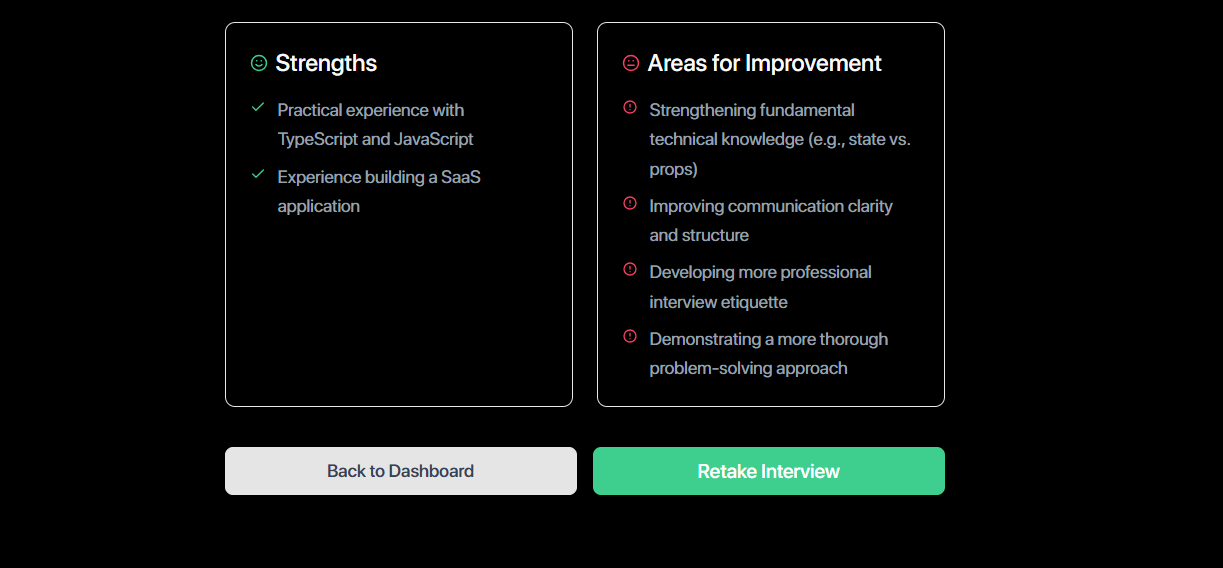 Strengths
Practical experience with
TypeScript and JavaScript
Experience building a SaaS
application
Areas for Improvement
Strengthening fundamental
technical knowledge (e.g., state vs.
props)
Improving communication clarity
and structure
Developing more professional
interview etiquette
Demonstrating a more thorough
problem-solving approach
Back to Dashboard
Retake Interview